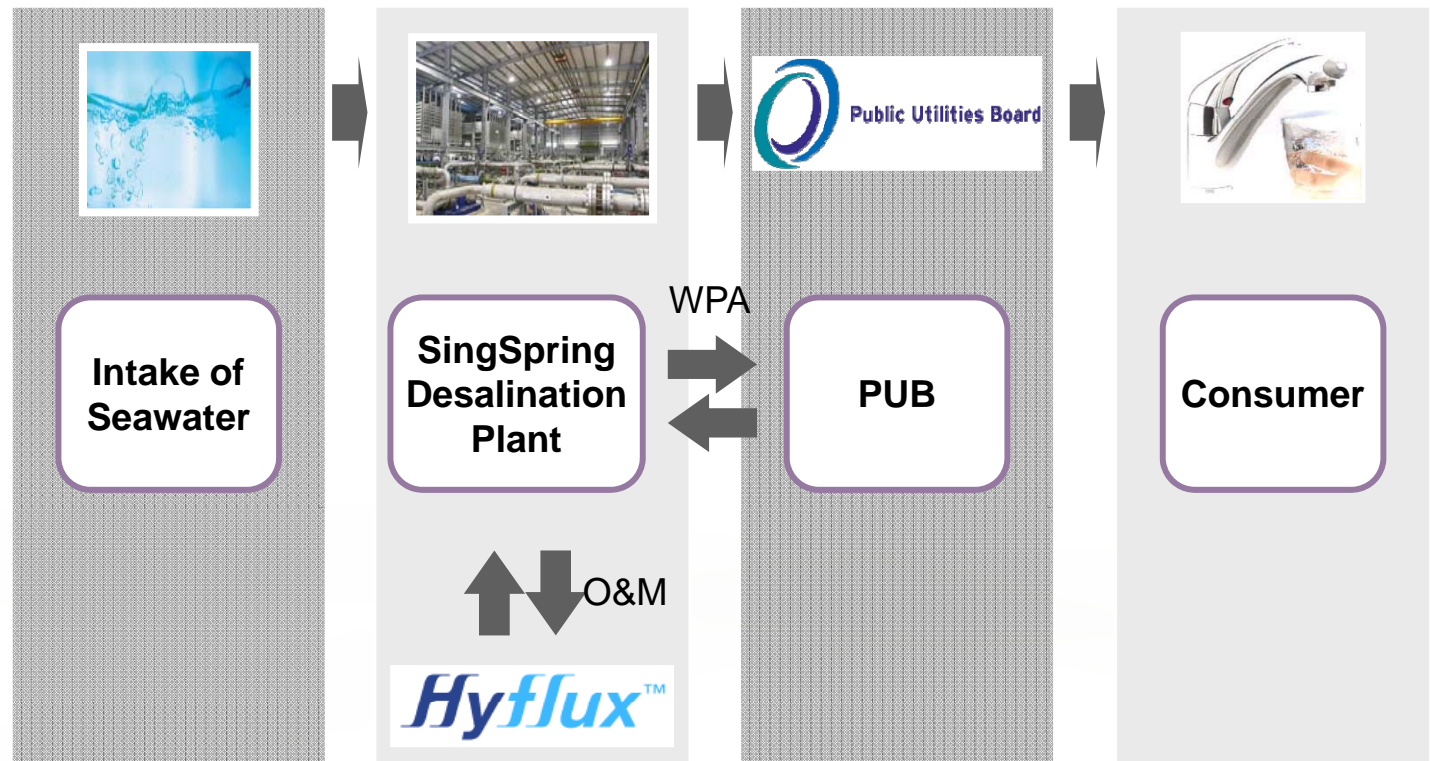 Public Utilities Board
WPA
Intake of
Seawater
SingSpring
Desalination
Plant
PUB
Consumer
O&M
Hyflux™